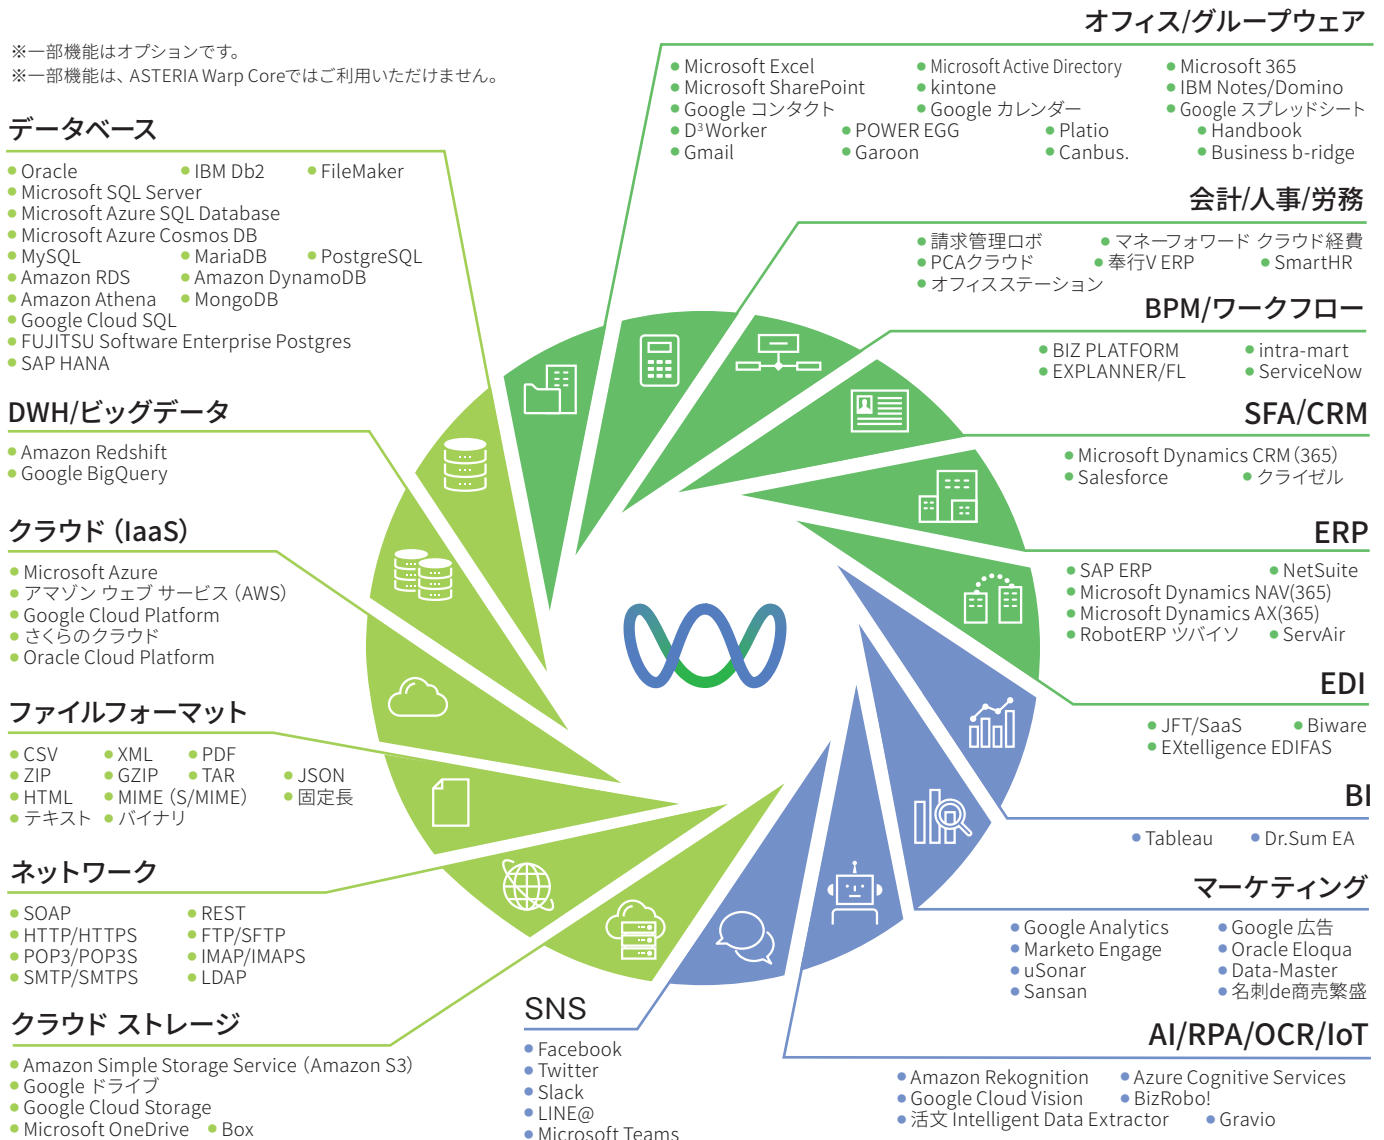 ※一部機能はオプションです。
※一部機能は、ASTERIA Warp Coreではご利用いただけません。
データベース
Oracle IBM Db2 FileMaker
Microsoft SQL Server
Microsoft Azure SQL Database
Microsoft Azure Cosmos DB
MySQL MariaDB PostgreSQL
Amazon RDS Amazon DynamoDB
Amazon Athena MongoDB
Google Cloud SQL
FUJITSU Software Enterprise Postgres
SAP HANA
DWH/ビッグデータ
Amazon Redshift
Google BigQuery
クラウド（IaaS）
Microsoft Azure
アマゾン ウェブ サービス（AWS）
Google Cloud Platform
さくらのクラウド
Oracle Cloud Platform
ファイルフォーマット
CSV XML PDF
ZIP GZIP TAR JSON
HTML MIME（S/MIME） 固定長
テキスト バイナリ
ネットワーク
SOAP REST
HTTP/HTTPS FTP/SFTP
POP3/POP3S IMAP/IMAPS
SMTP/SMTPS LDAP
クラウド ストレージ
Amazon Simple Storage Service（Amazon S3）
Google ドライブ
Google Cloud Storage
Microsoft OneDrive Box
オフィス/グループウェア
Microsoft Excel Microsoft Active Directory Microsoft 365
Microsoft SharePoint kintone IBM Notes/Domino
Google コンタクト Google カレンダー Google スプレッドシート
D³Worker POWER EGG Platio Handbook
Gmail Garoon Canbus. Business b-ridge
会計/人事/労務
請求管理ロボ マネーフォワード クラウド経費
PCAクラウド 奉行V ERP SmartHR
オフィスステーション
BPM/ワークフロー
BIZ PLATFORM intra-mart
EXPLANNER/FL ServiceNow
SFA/CRM
Microsoft Dynamics CRM（365）
Salesforce クライゼル
ERP
SAP ERP NetSuite
Microsoft Dynamics NAV(365)
Microsoft Dynamics AX(365)
RobotERP ツバイソ ServAir
EDI
JFT/SaaS Biware
EXtelligence EDIFAS
BI
Tableau Dr.Sum EA
マーケティング
Google Analytics Google 広告
Marketo Engage Oracle Eloqua
uSonar Data-Master
Sansan 名刺de商売繁盛
AI/RPA/OCR/IoT
Amazon Rekognition Azure Cognitive Services
Google Cloud Vision BizRobo!
活文 Intelligent Data Extractor Gravio
SNS
Facebook
Twitter
Slack
LINE@
Microsoft Teams